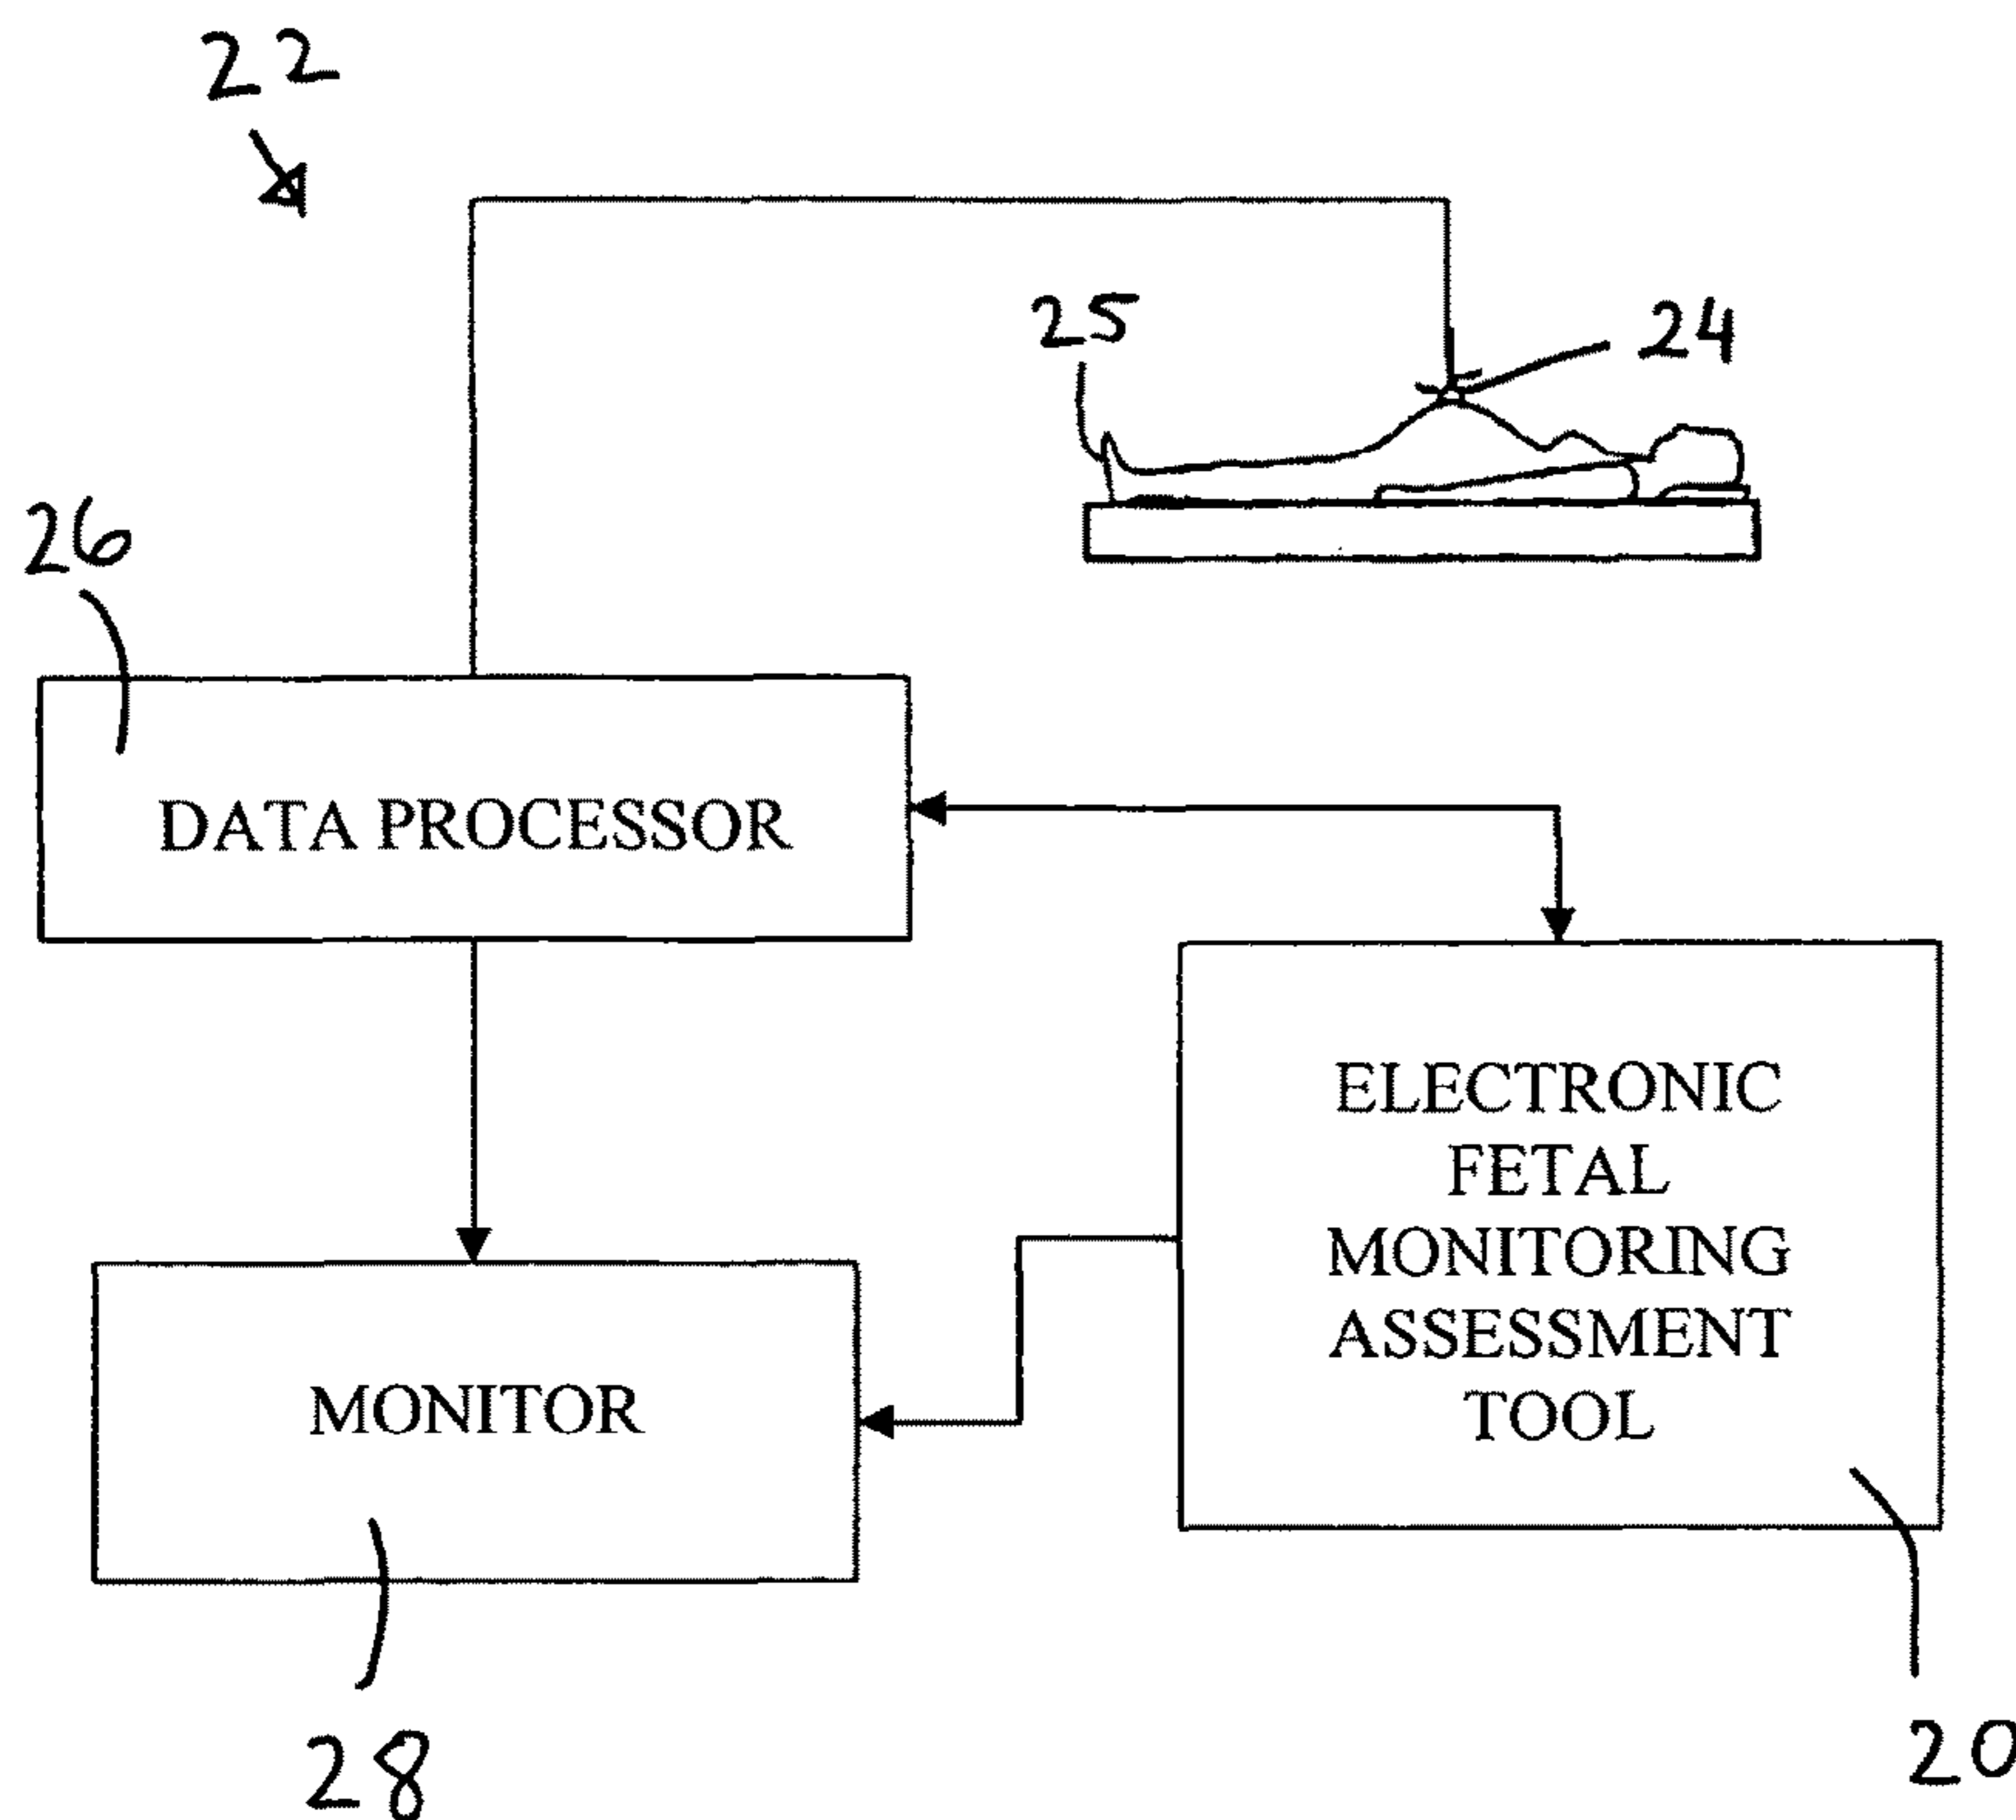 22
25
24
26
DATA PROCESSOR
ELECTRONIC
FETAL
MONITORING
ASSESSMENT
TOOL
MONITOR
28
20